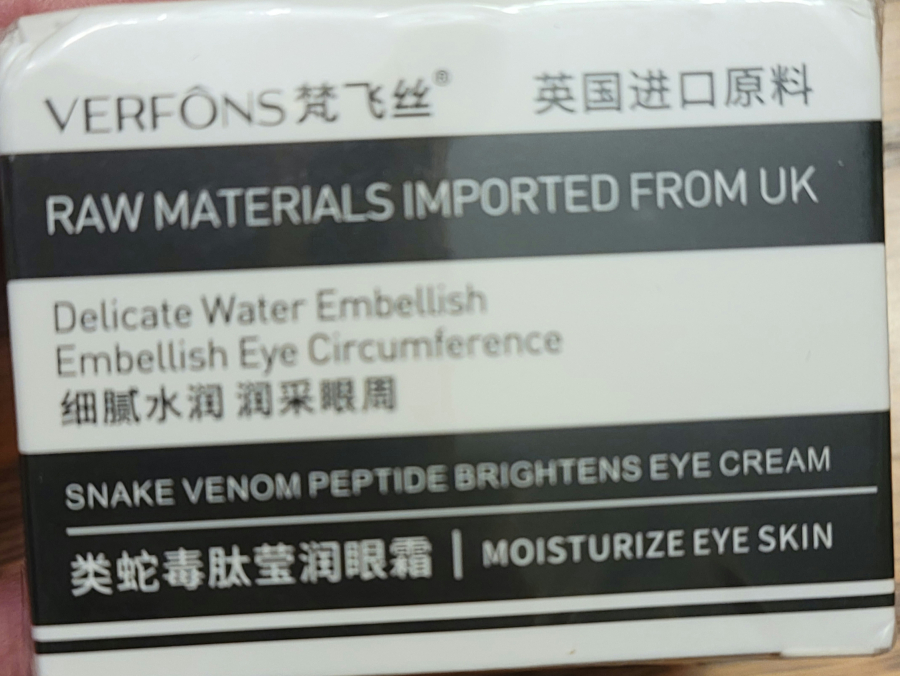 VERFÔNS 梵飞丝® 英国进口原料
RAW MATERIALS IMPORTED FROM UK
Delicate Water Embellish
Embellish Eye Circumference
细腻水润 润采眼周
SNAKE VENOM PEPTIDE BRIGHTENS EYE CREAM
类蛇毒肽莹润眼霜 | MOISTURIZE EYE SKIN